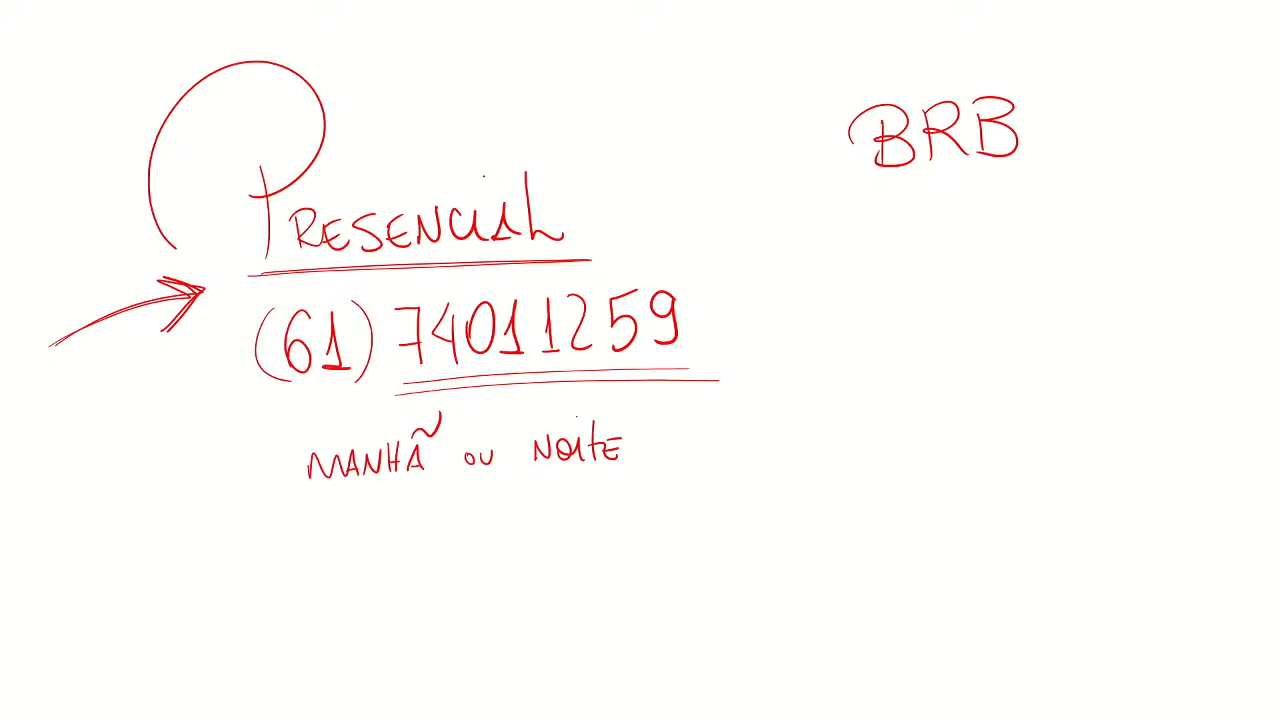 BRB
PRESENCIAL
(61) 74011259
MANHÃ OU NOITE